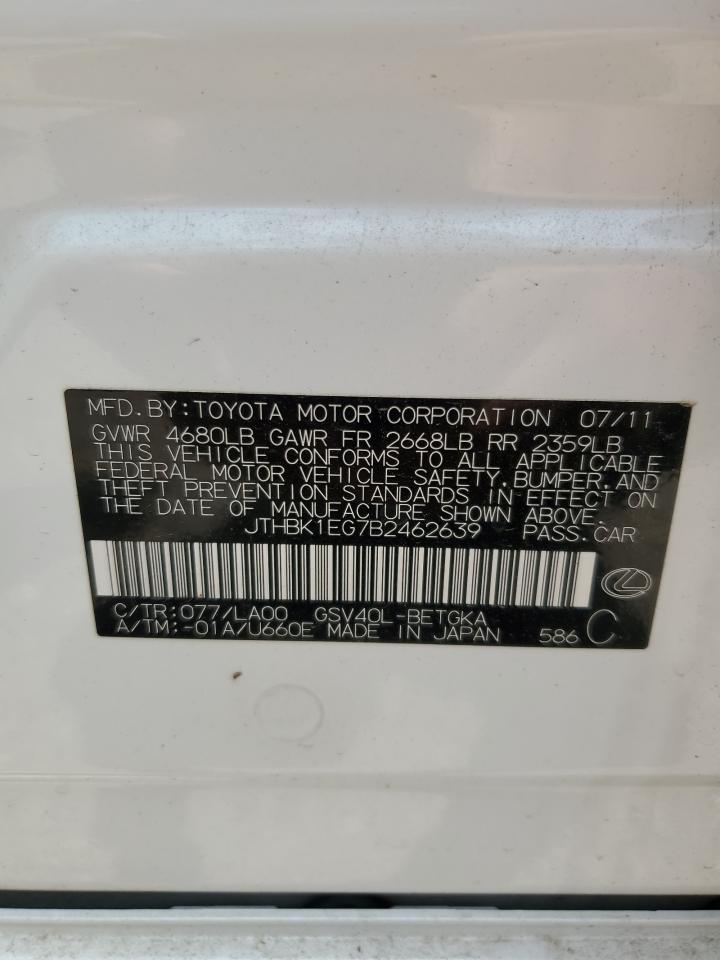 MFD.BY:TOYOTA MOTOR CORPORATION 07/11
GVWR 4680LB GAWR FR 2668LB RR 2359LB
THIS VEHICLE CONFORMS TO ALL APPLICABLE
FEDERAL MOTOR VEHICLE SAFETY,BUMPER,AND
THEFT PREVENTION STANDARDS IN EFFECT ON
THE DATE OF MANUFACTURE SHOWN ABOVE.
JTHBK1EG7B2462639 PASS.CAR
C/TR:077/LA00 GSV40L-BETGKA
A/TM:-01A/U660E MADE IN JAPAN 586 C